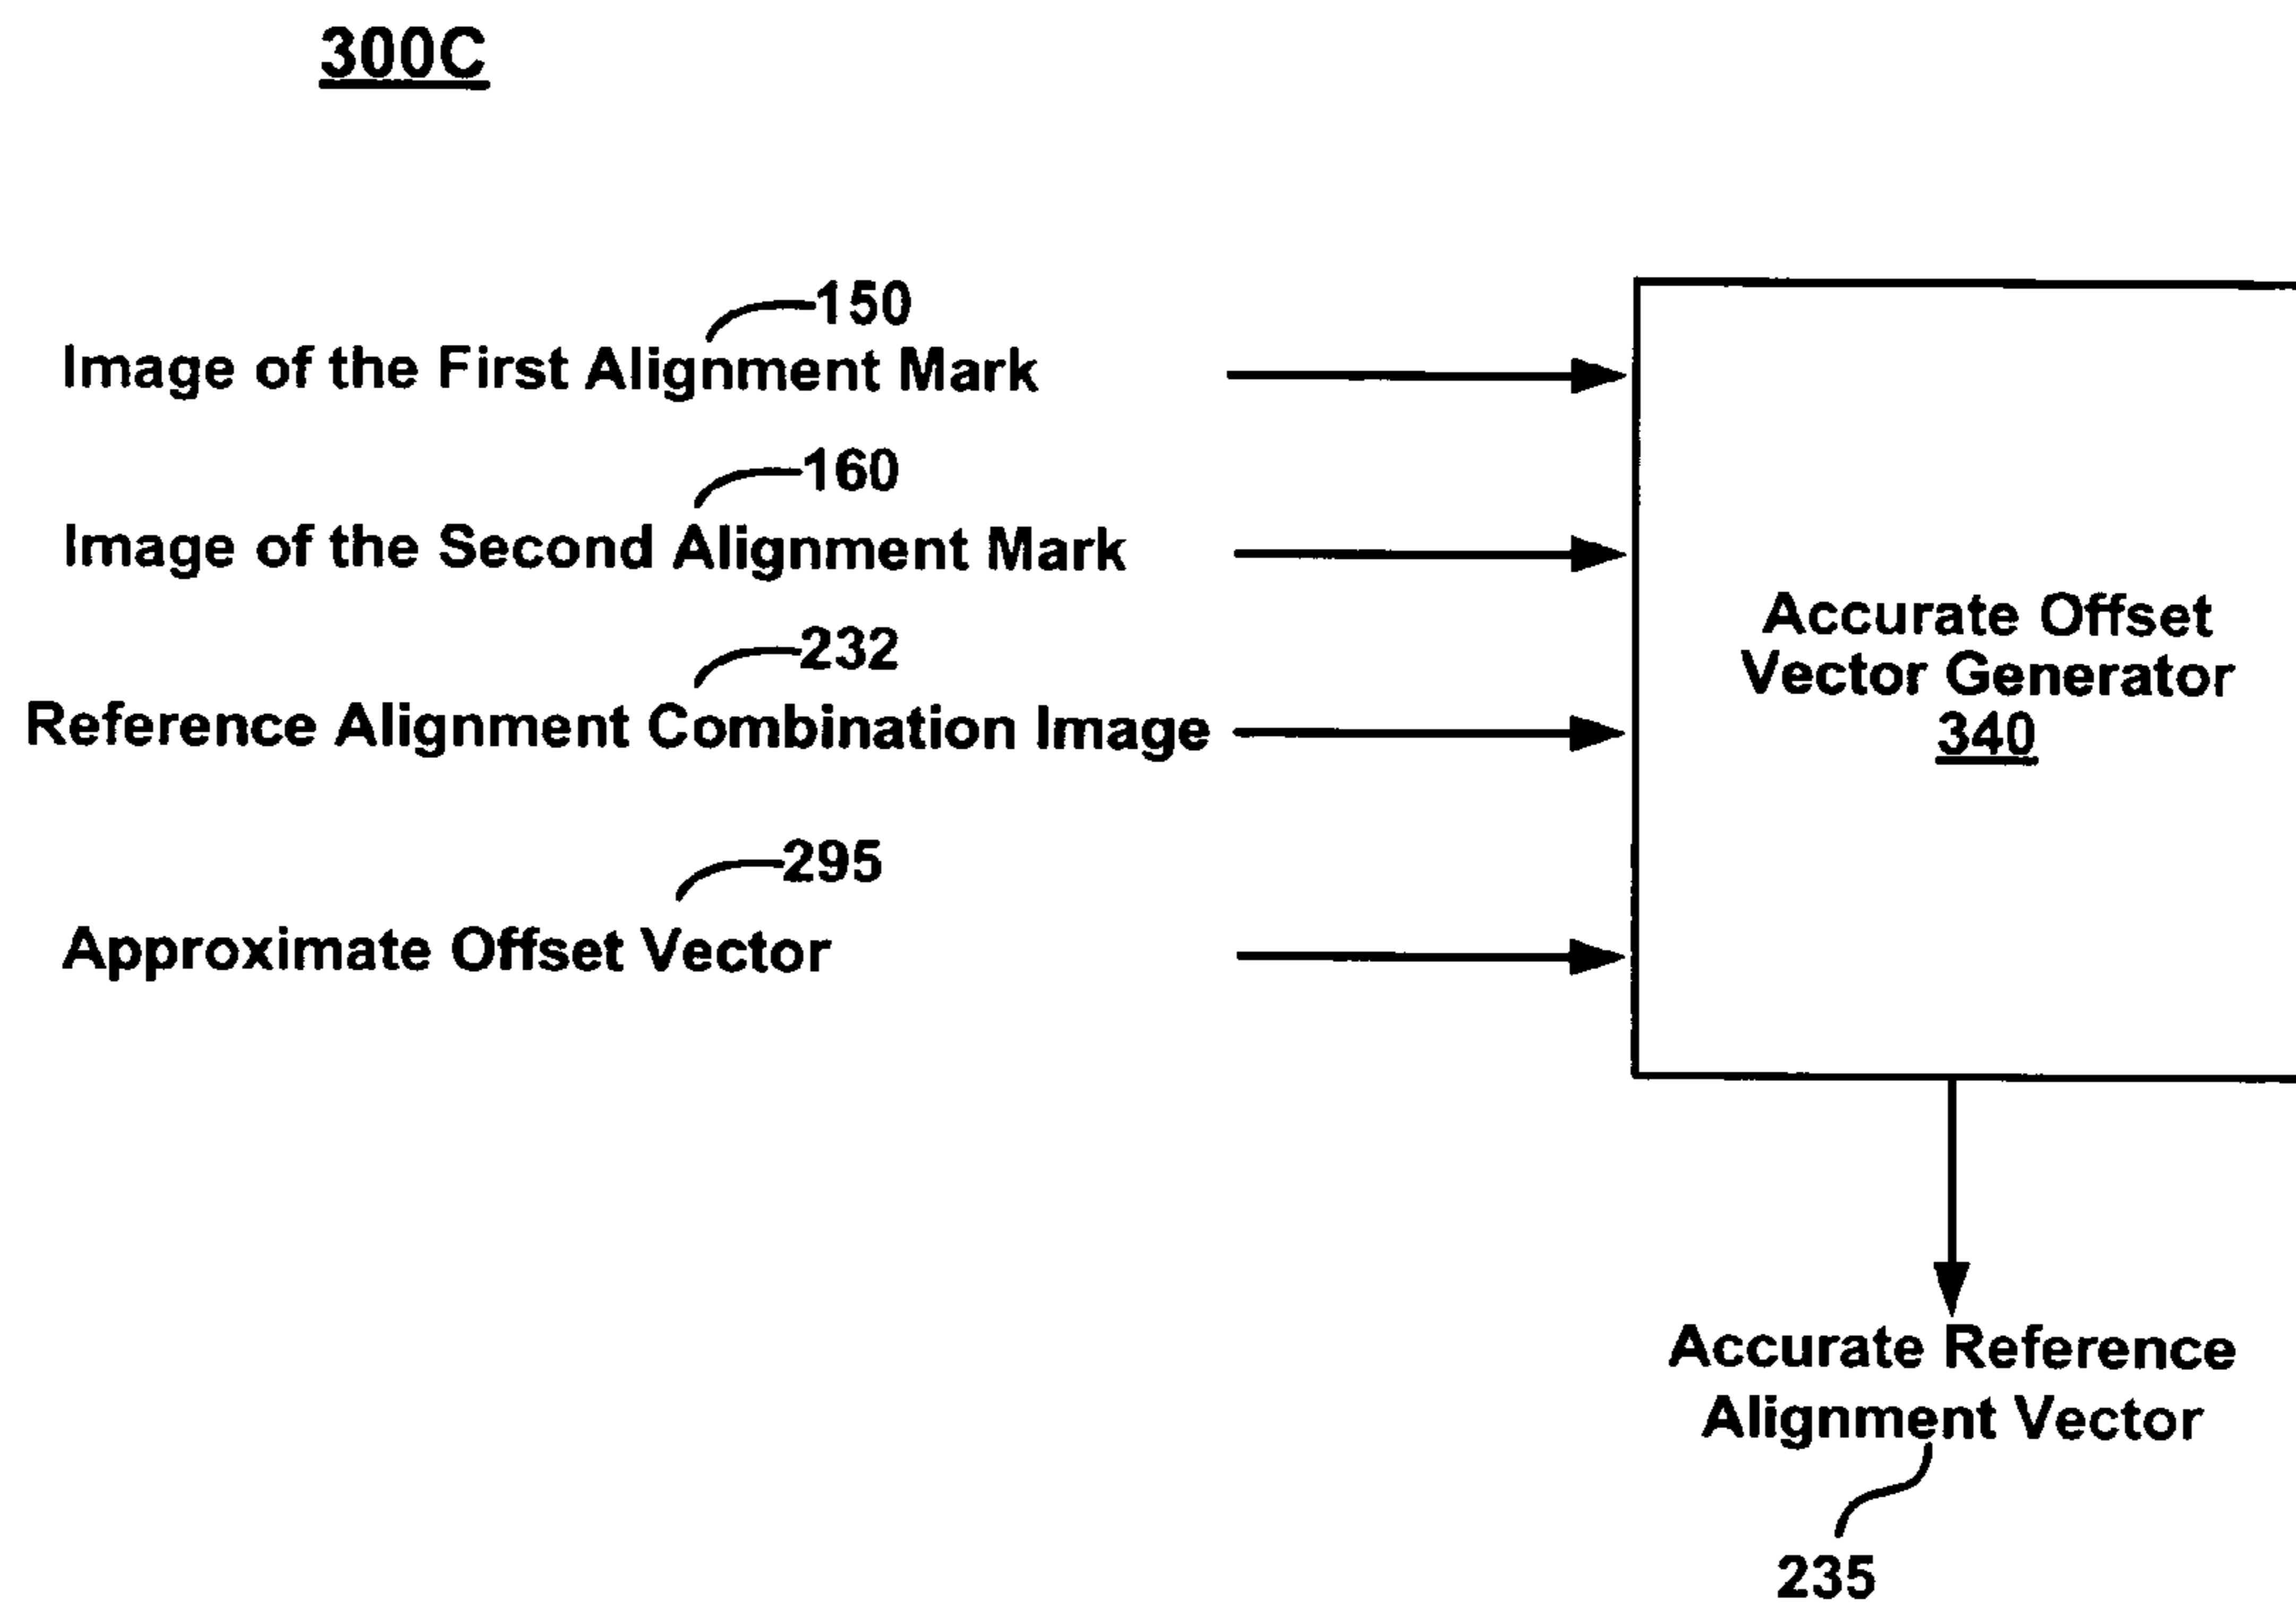 300C
150
Image of the First Alignment Mark
160
Image of the Second Alignment Mark
232
Reference Alignment Combination Image
295
Approximate Offset Vector
Accurate Offset
Vector Generator
340
Accurate Reference
Alignment Vector
235